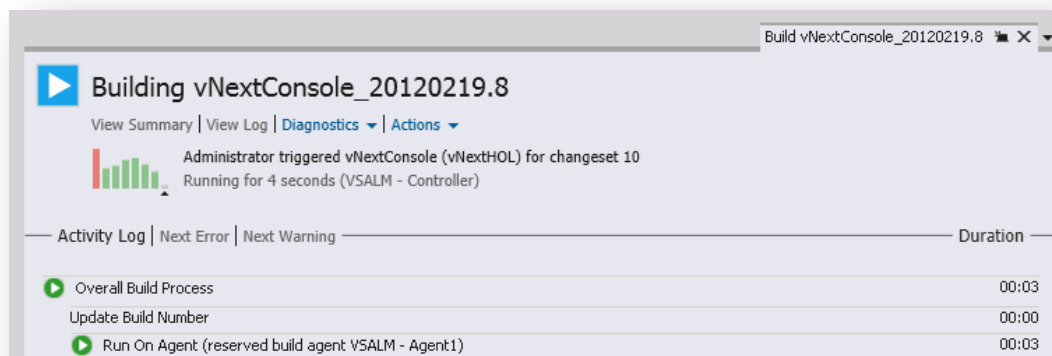 Build vNextConsole_20120219.8
Building vNextConsole_20120219.8
View Summary | View Log | Diagnostics | Actions
Administrator triggered vNextConsole (vNextHOL) for changeset 10
Running for 4 seconds (VSALM - Controller)
Activity Log | Next Error | Next Warning Duration
Overall Build Process 00:03
Update Build Number 00:00
Run On Agent (reserved build agent VSALM - Agent1) 00:03